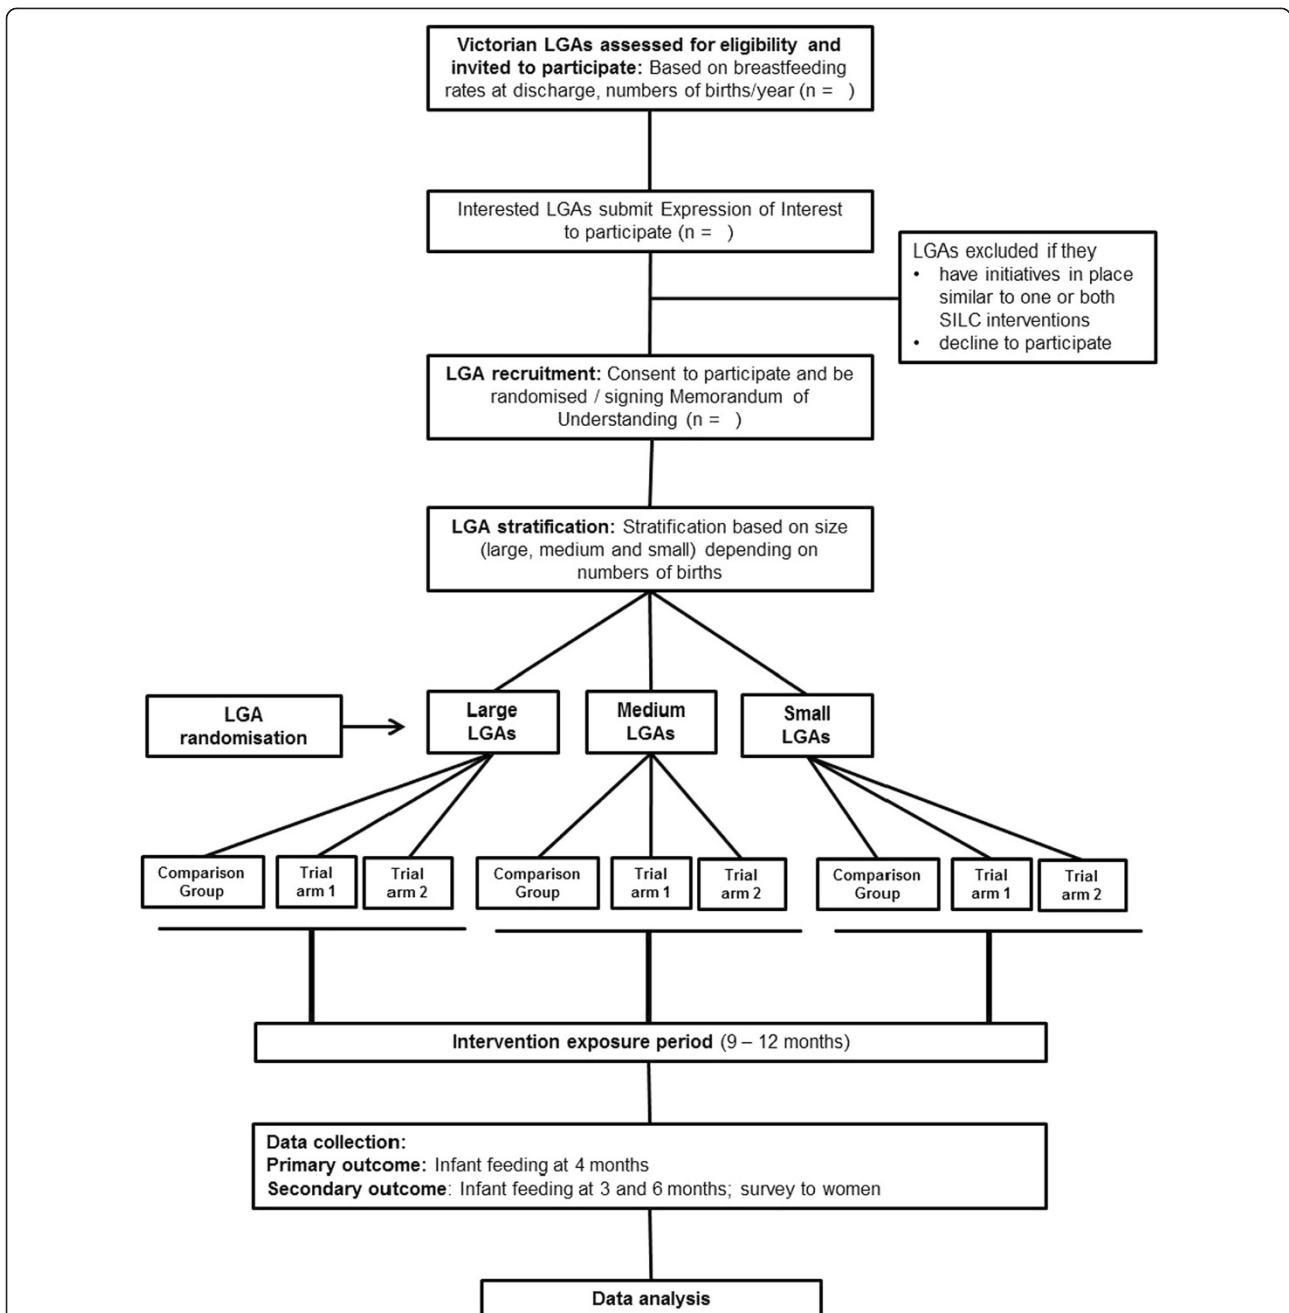 Victorian LGAs assessed for eligibility and
invited to participate: Based on breastfeeding
rates at discharge, numbers of births/year (n =   )
Interested LGAs submit Expression of Interest
to participate (n =   )
LGAs excluded if they
• have initiatives in place
similar to one or both
SILC interventions
• decline to participate
LGA recruitment: Consent to participate and be
randomised / signing Memorandum of
Understanding (n =   )
LGA stratification: Stratification based on size
(large, medium and small) depending on
numbers of births
LGA
randomisation
Large
LGAs
Medium
LGAs
Small
LGAs
Comparison
Group
Trial
arm 1
Trial
arm 2
Comparison
Group
Trial
arm 1
Trial
arm 2
Comparison
Group
Trial
arm 1
Trial
arm 2
Intervention exposure period (9 – 12 months)
Data collection:
Primary outcome: Infant feeding at 4 months
Secondary outcome: Infant feeding at 3 and 6 months; survey to women
Data analysis